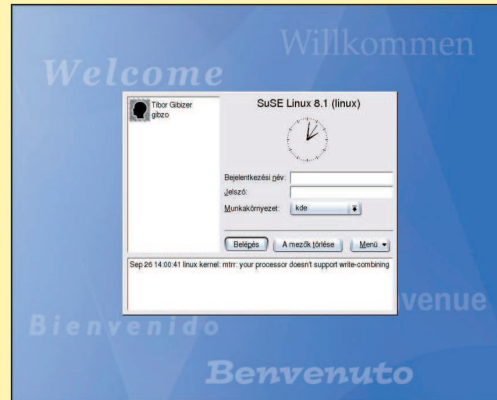 Willkommen
Welcome
Tibor Gibizer
gibzo
SuSE Linux 8.1 (linux)
Bejelentkezési név:
Jelszó:
Munkakörnyezet: kde
Belépés A mezők törlése Menü
Sep 26 14:00:41 linux kernel: mtrr: your processor doesn't support write-combining
venue
Bienvenido
Benvenuto